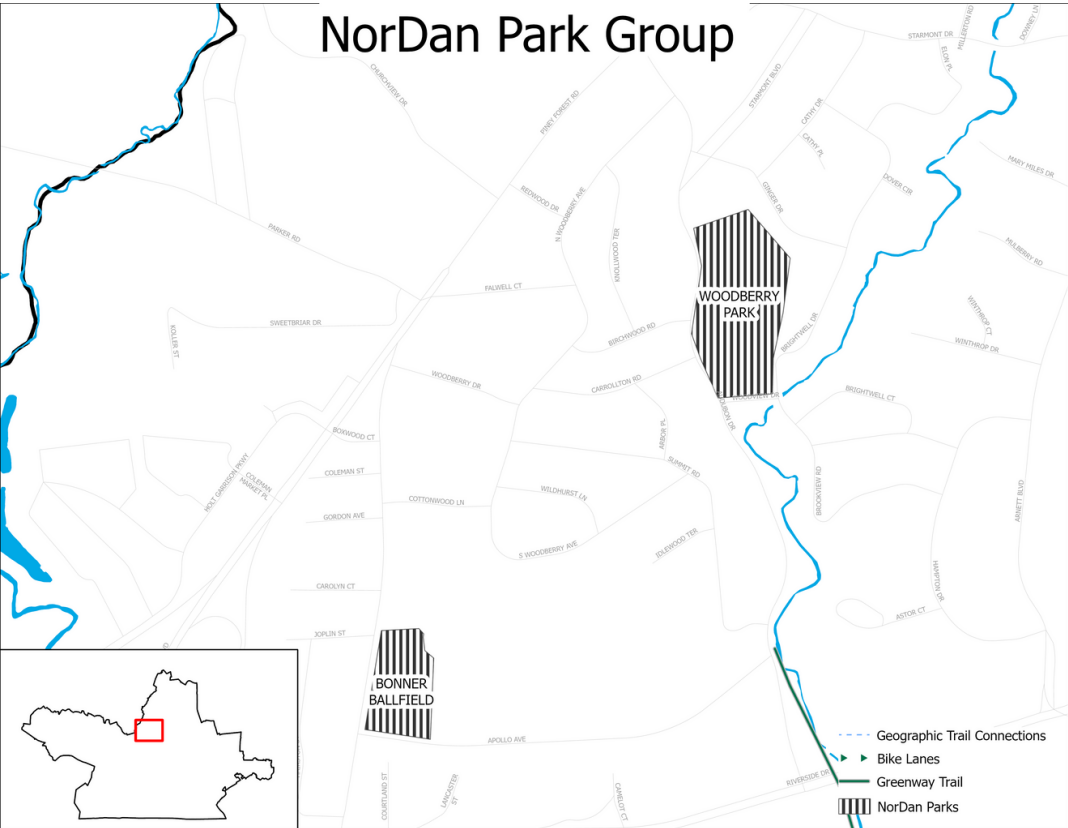 NorDan Park Group
STARMONT DR
MILLERTON RD
DOWNEY LN
ELON PL
CHURCHVIEW DR
STARMONT BLVD
PINEY FOREST RD
CATHY DR
CATHY PL
MARY MILES DR
REDWOOD DR
N WOODBERRY AVE
GINGER DR
DOVER CIR
PARKER RD
KNOLLWOOD TER
MULBERRY RD
FALWELL CT
WOODBERRY
PARK
WINTHROP CT
SWEETBRIAR DR
KOLLER ST
BIRCHWOOD RD
BRIGHTWELL DR
WINTHROP DR
WOODBERRY DR
CARROLLTON RD
WOODVIEW DR
BRIGHTWELL CT
BOXWOOD CT
ARBOR PL
COLEMAN ST
SUMMIT RD
HOLT GARRISON PKWY
COLEMAN
MARKET PL
COTTONWOOD LN
WILDHURST LN
BROOKVIEW RD
ARNETT BLVD
GORDON AVE
S WOODBERRY AVE
IDLEWOOD TER
CAROLYN CT
HAMPTON DR
ASTOR CT
JOPLIN ST
BONNER
BALLFIELD
APOLLO AVE
COURTLAND ST
LANCASTER
ST
CAMELOT CT
RIVERSIDE DR
Geographic Trail Connections
Bike Lanes
Greenway Trail
NorDan Parks